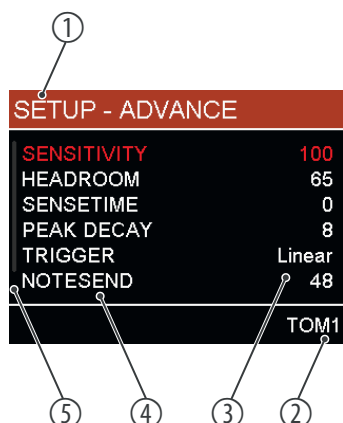 ①
SETUP - ADVANCE
SENSITIVITY 100
HEADROOM 65
SENSETIME 0
PEAK DECAY 8
TRIGGER Linear
NOTESEND 48
TOM1
⑤ ④ ③ ②